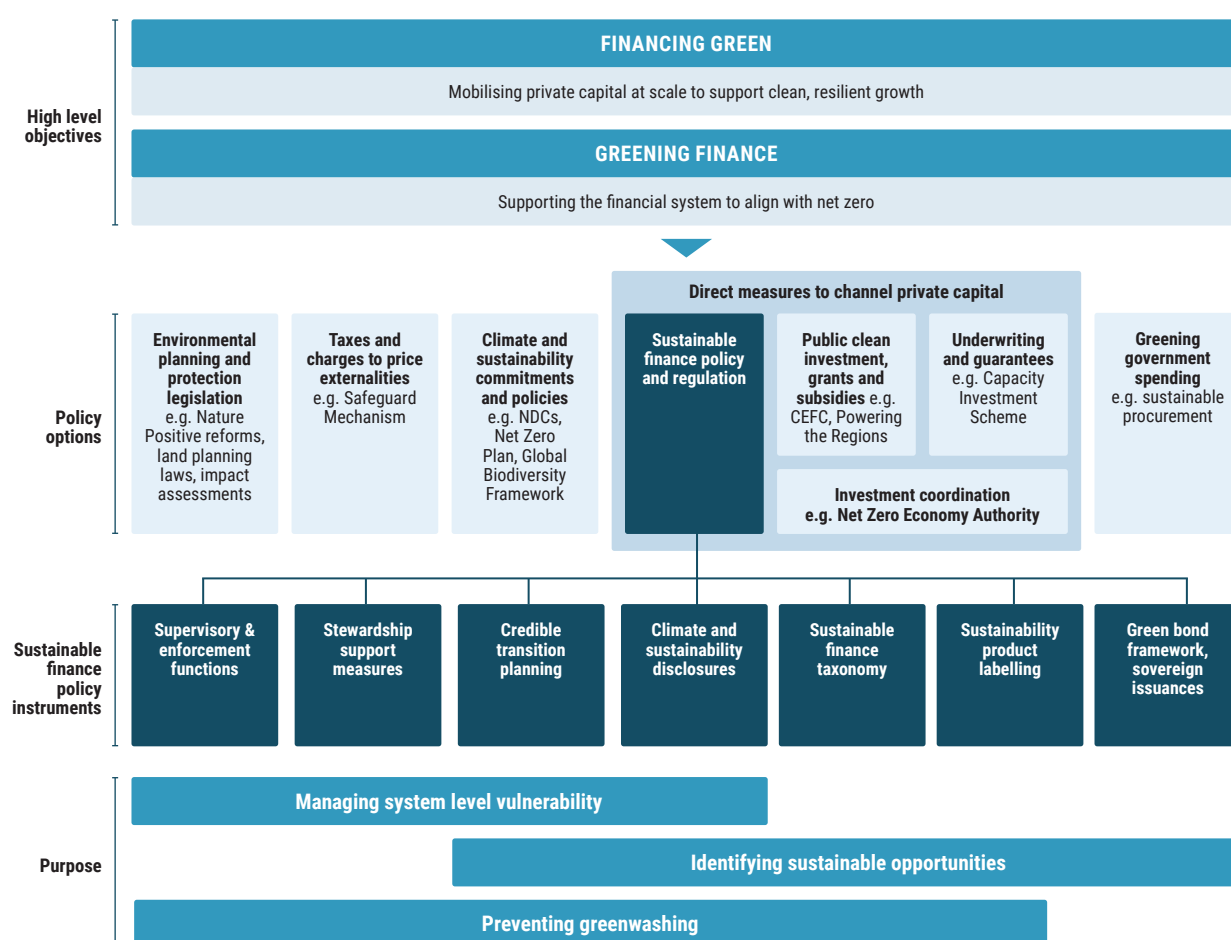 High level
objectives
FINANCING GREEN
Mobilising private capital at scale to support clean, resilient growth
GREENING FINANCE
Supporting the financial system to align with net zero
Policy
options
Environmental
planning and
protection
legislation
e.g. Nature
Positive reforms,
land planning
laws, impact
assessments
Taxes and
charges to price
externalities
e.g. Safeguard
Mechanism
Climate and
sustainability
commitments
and policies
e.g. NDCs,
Net Zero
Plan, Global
Biodiversity
Framework
Direct measures to channel private capital
Sustainable
finance policy
and regulation
Public clean
investment,
grants and
subsidies e.g.
CEFC, Powering
the Regions
Underwriting
and guarantees
e.g. Capacity
Investment
Scheme
Investment coordination
e.g. Net Zero Economy Authority
Greening
government
spending
e.g. sustainable
procurement
Sustainable
finance
policy
instruments
Supervisory &
enforcement
functions
Stewardship
support
measures
Credible
transition
planning
Climate and
sustainability
disclosures
Sustainable
finance
taxonomy
Sustainability
product
labelling
Green bond
framework,
sovereign
issuances
Purpose
Managing system level vulnerability
Identifying sustainable opportunities
Preventing greenwashing